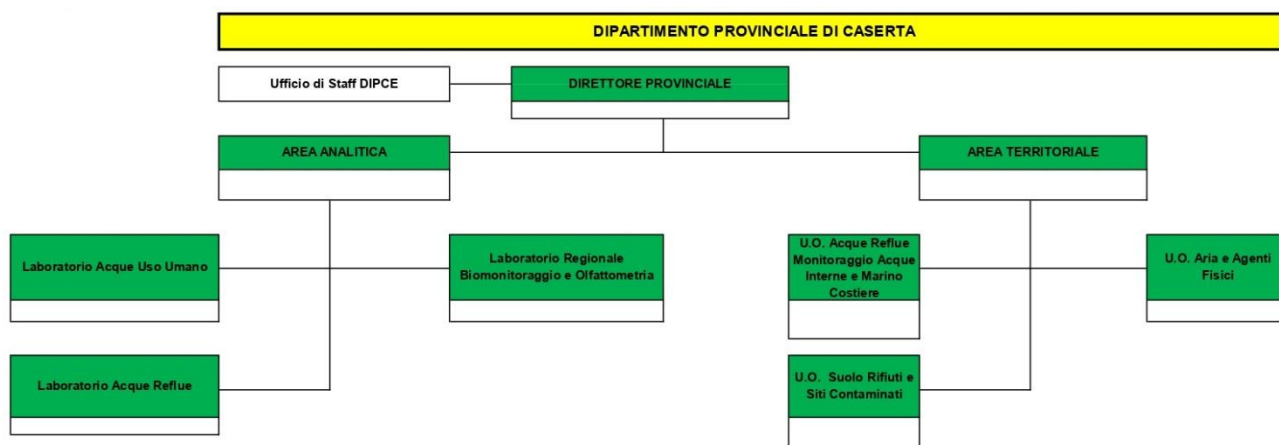 DIPARTIMENTO PROVINCIALE DI CASERTA
Ufficio di Staff DIPCE
DIRETTORE PROVINCIALE
AREA ANALITICA
AREA TERRITORIALE
Laboratorio Acque Uso Umano
Laboratorio Regionale
Biomonitoraggio e Olfattometria
U.O. Acque Reflue
Monitoraggio Acque
Interne e Marino
Costiere
U.O. Aria e Agenti
Fisici
Laboratorio Acque Reflue
U.O. Suolo Rifiuti e
Siti Contaminati